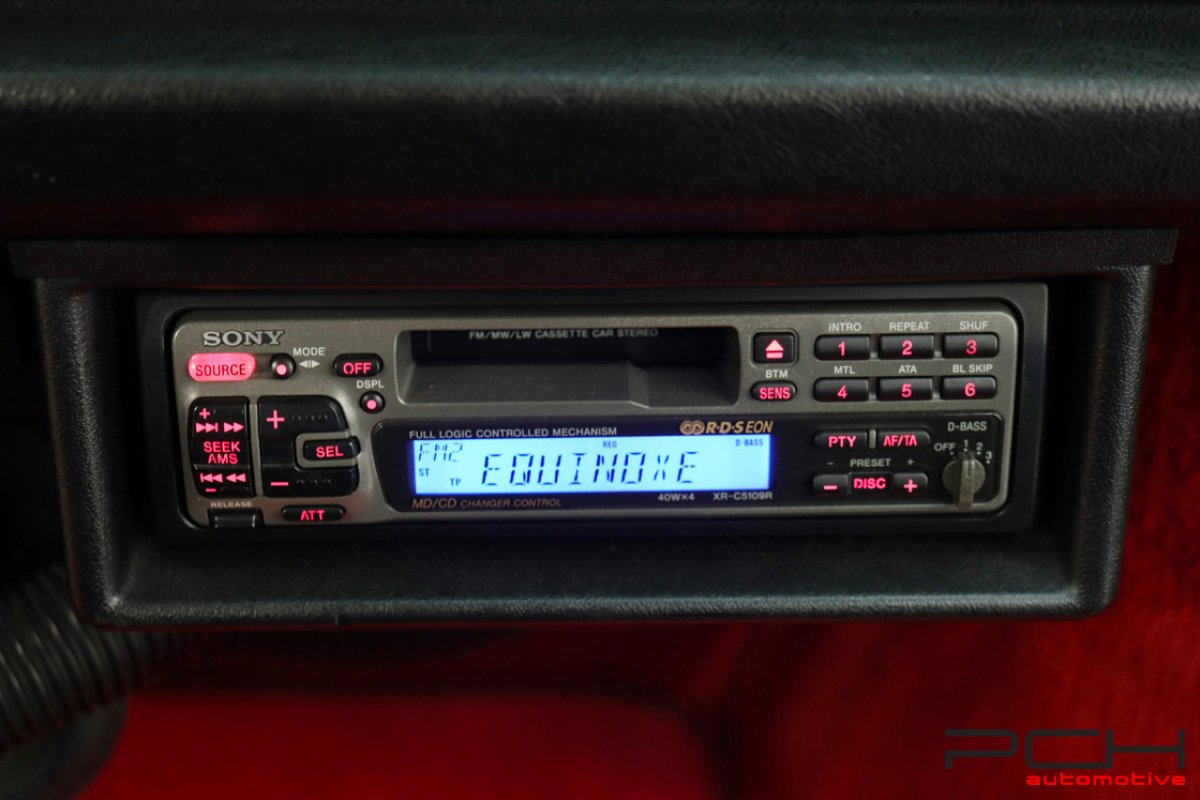 FM/MW/LW CASSETTE CAR STEREO
SONY
SOURCE
MODE
OFF
DSPL
BTM
SENS
INTRO REPEAT SHUF
1 2 3
MTL ATA BL SKIP
4 5 6
+
SEEK
AMS
-
+
SEL
-
RELEASE
ATT
FULL LOGIC CONTROLLED MECHANISM
R·D·S EON
FM2 REG D-BASS
ST TP EQUINOXE
MD/CD CHANGER CONTROL
40W×4 XR-C5109R
PTY AF/TA
- PRESET +
- DISC +
D-BASS
OFF 1 2 3
PCH
automotive